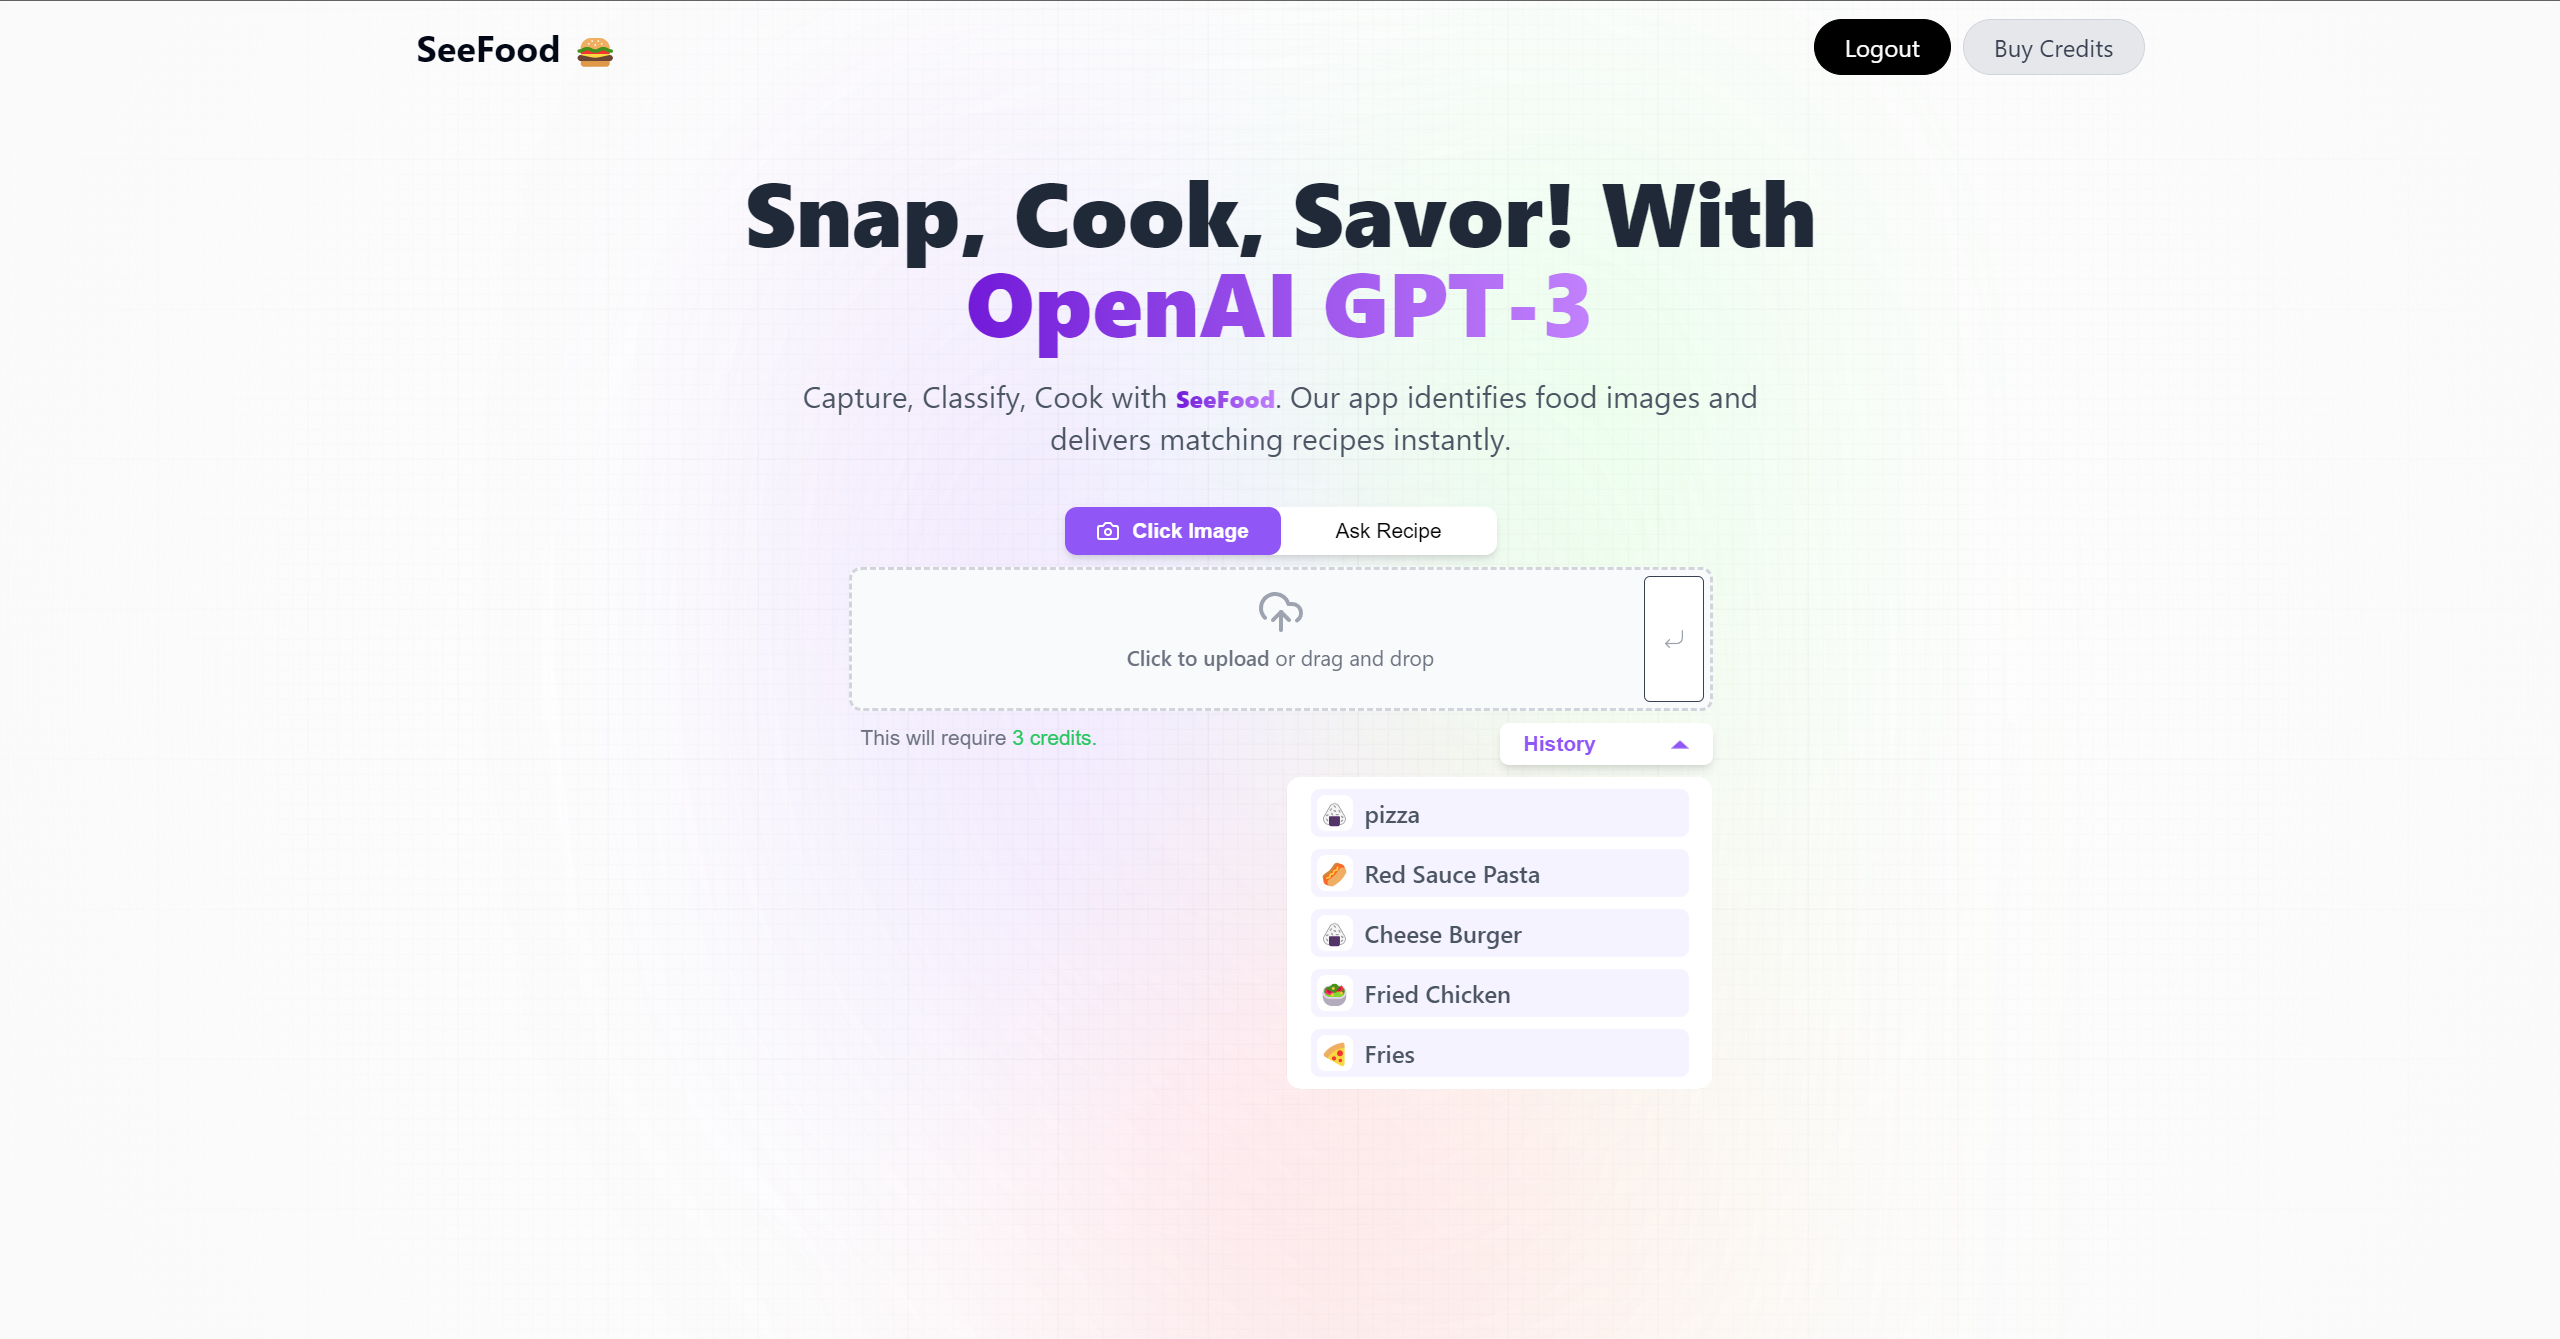 SeeFood
Logout
Buy Credits
Snap, Cook, Savor! With
OpenAI GPT-3
Capture, Classify, Cook with SeeFood. Our app identifies food images and
delivers matching recipes instantly.
Click Image
Ask Recipe
Click to upload or drag and drop
This will require 3 credits.
History
pizza
Red Sauce Pasta
Cheese Burger
Fried Chicken
Fries